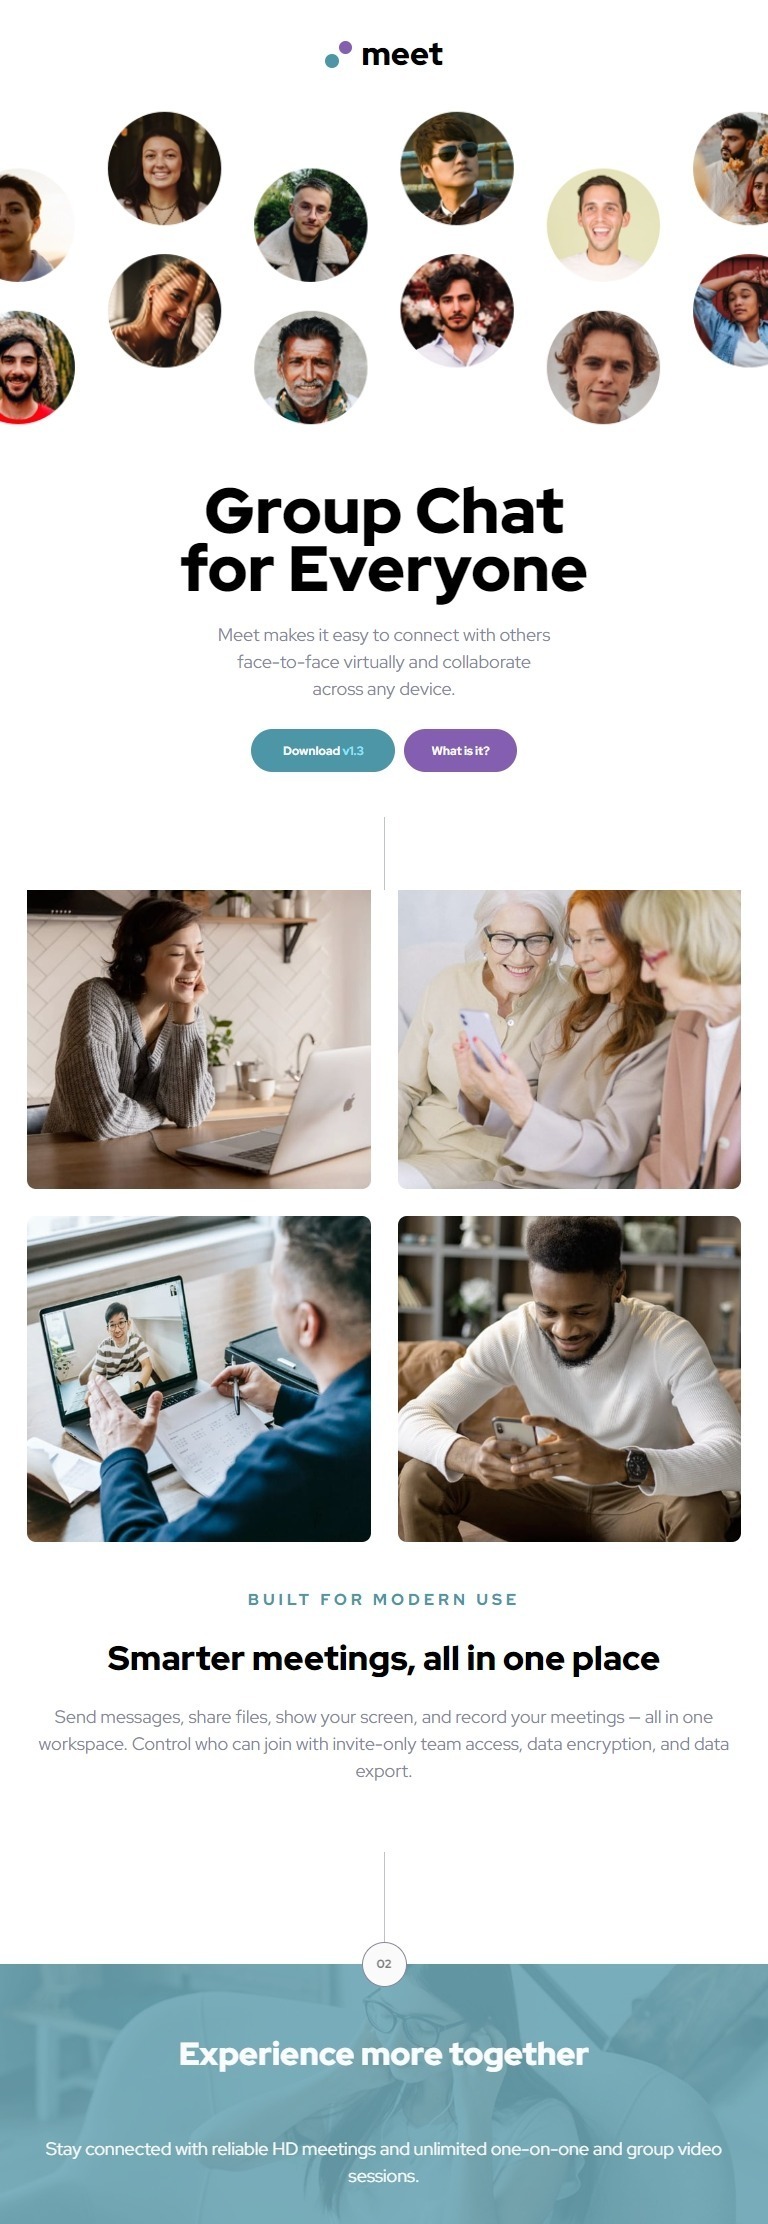 meet
Group Chat
for Everyone
Meet makes it easy to connect with others
face-to-face virtually and collaborate
across any device.
Download v1.3
What is it?
BUILT FOR MODERN USE
Smarter meetings, all in one place
Send messages, share files, show your screen, and record your meetings — all in one
workspace. Control who can join with invite-only team access, data encryption, and data
export.
02
Experience more together
Stay connected with reliable HD meetings and unlimited one-on-one and group video
sessions.